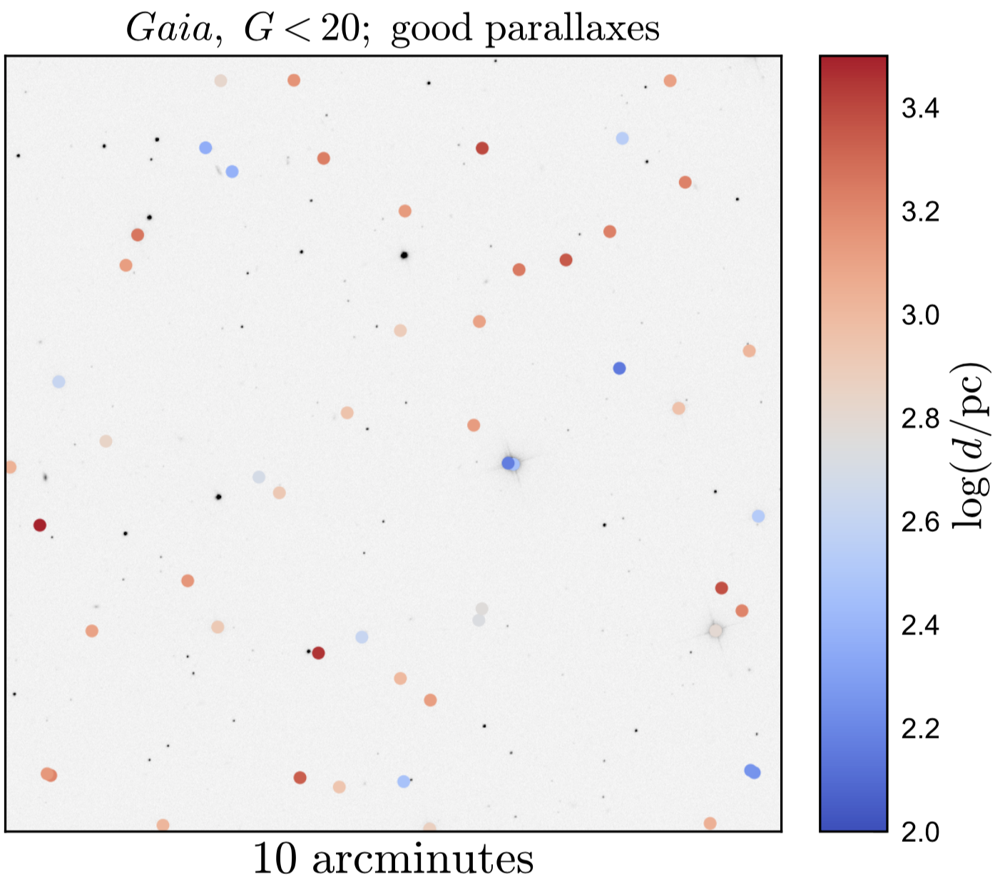 Gaia, G < 20; good parallaxes
3.4
3.2
3.0
2.8
2.6
2.4
2.2
2.0
log(d/pc)
10 arcminutes